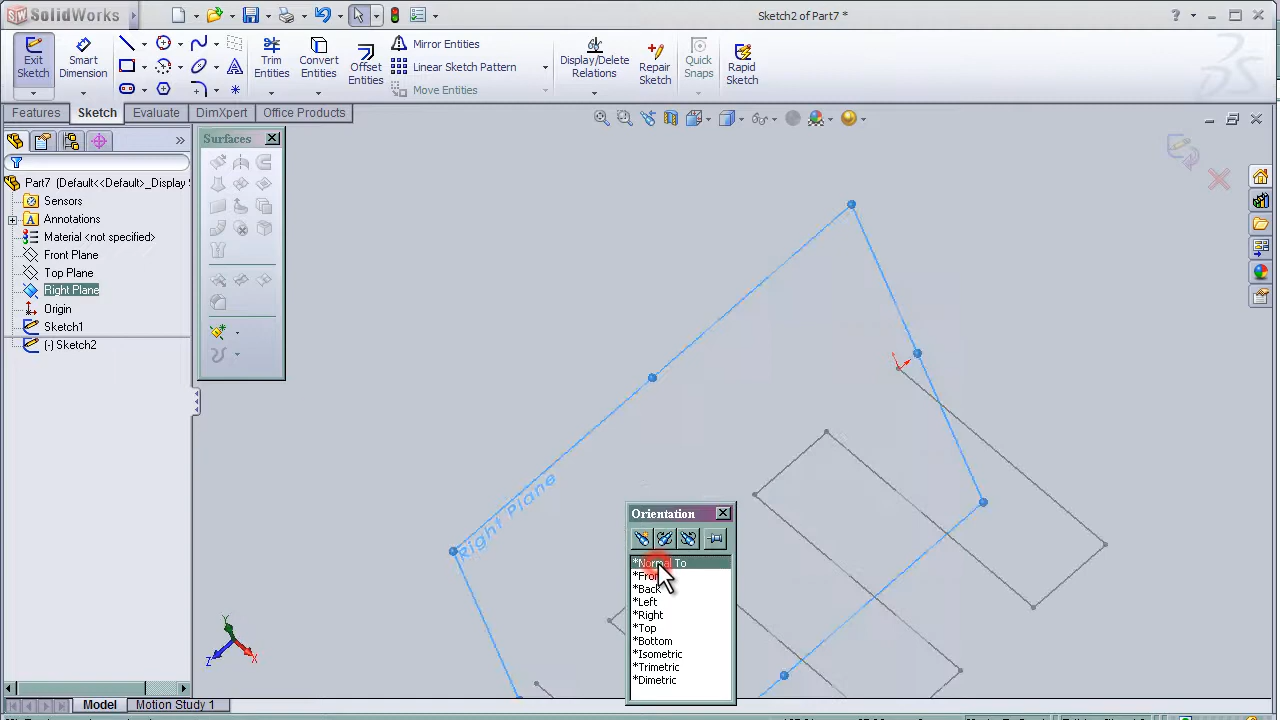 SolidWorks
Sketch2 of Part7 *
Exit Sketch
Smart Dimension
Trim Entities
Convert Entities
Offset Entities
Mirror Entities
Linear Sketch Pattern
Move Entities
Display/Delete Relations
Repair Sketch
Quick Snaps
Rapid Sketch
Features
Sketch
Evaluate
DimXpert
Office Products
Surfaces
Part7 (Default<<Default>_Display
Sensors
Annotations
Material <not specified>
Front Plane
Top Plane
Right Plane
Origin
Sketch1
(-) Sketch2
Right Plane
Orientation
*Normal To
*Front
*Back
*Left
*Right
*Top
*Bottom
*Isometric
*Trimetric
*Dimetric
Y
Z
X
Model
Motion Study 1